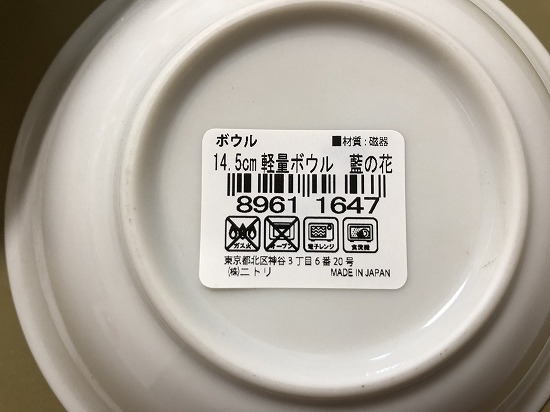 ボウル ■材質:磁器
14.5cm 軽量ボウル 藍の花
8961 1647
ガス火 オーブン 電子レンジ 食洗機
東京都北区神谷3丁目6番20号
(株)ニトリ MADE IN JAPAN